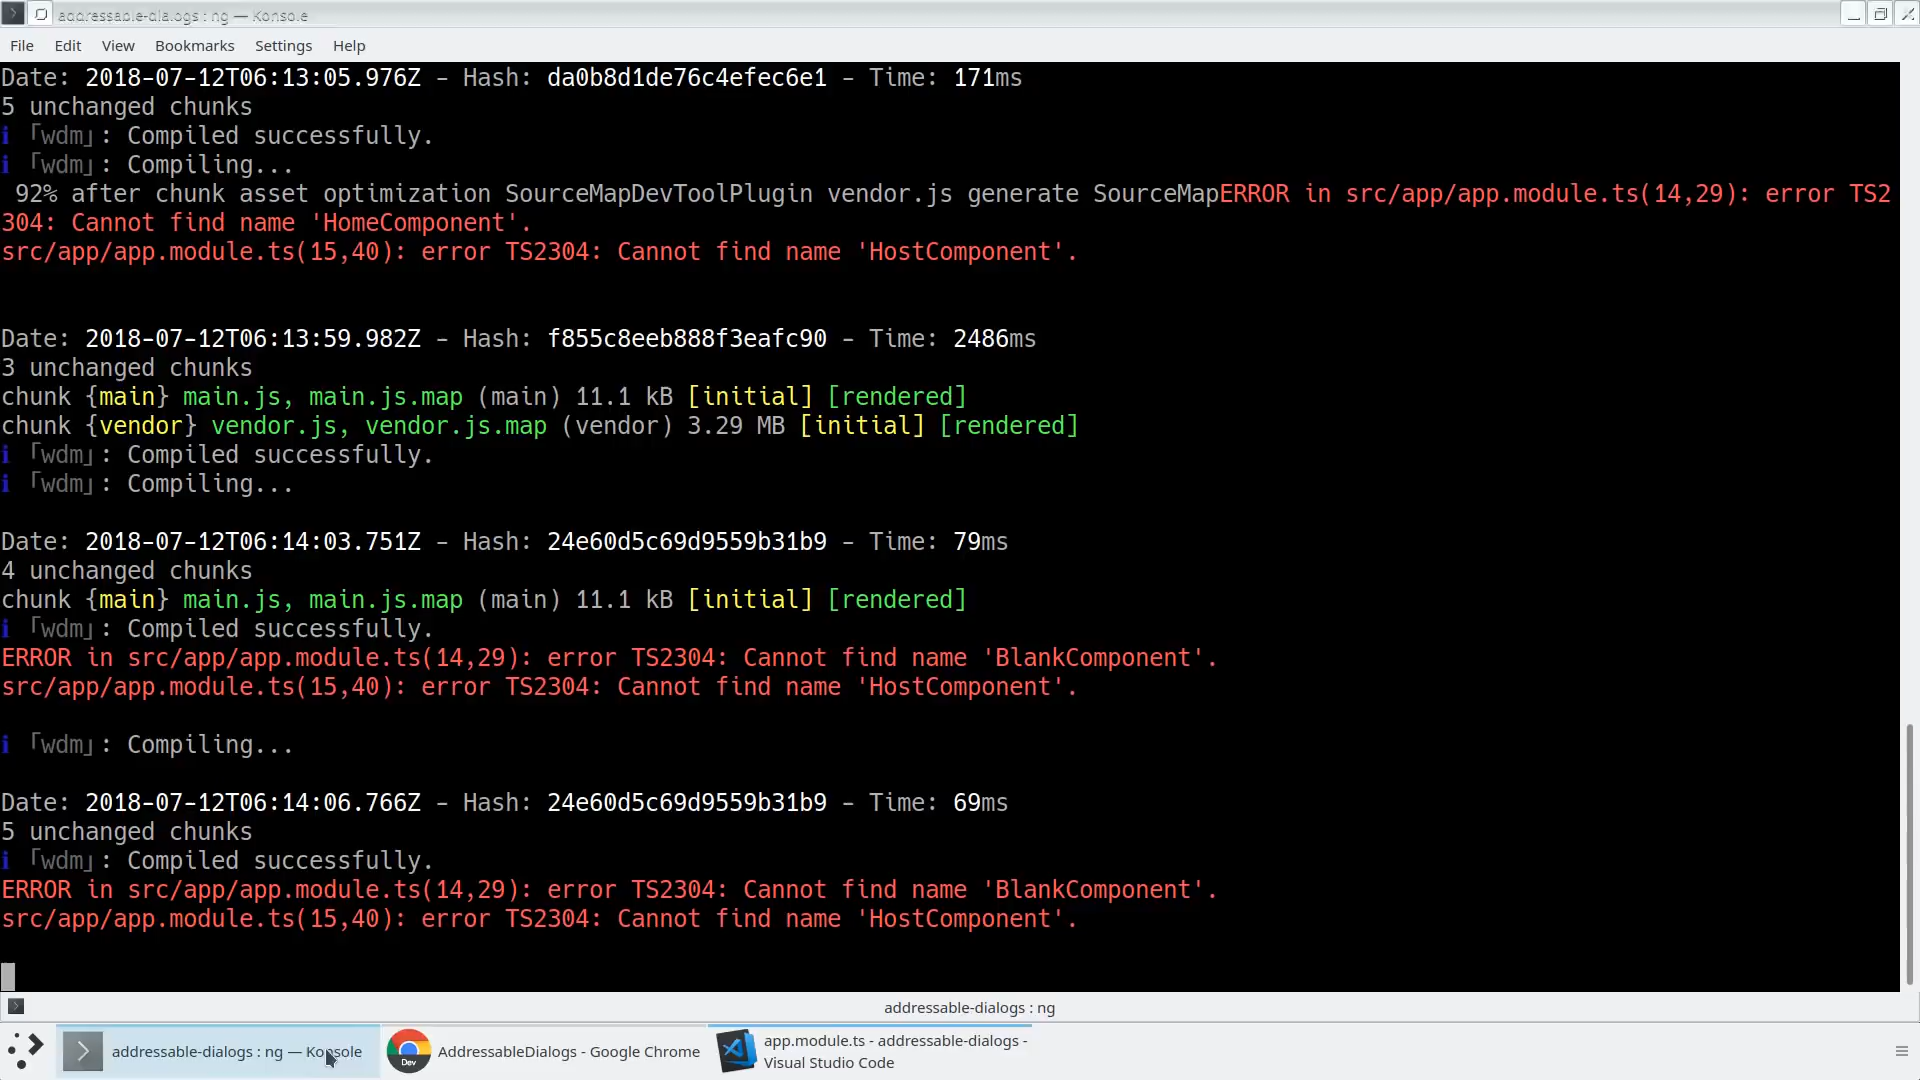 addressable-dialogs : ng — Konsole
File Edit View Bookmarks Settings Help
Date: 2018-07-12T06:13:05.976Z - Hash: da0b8d1de76c4efec6e1 - Time: 171ms
5 unchanged chunks
ℹ ｢wdm｣: Compiled successfully.
ℹ ｢wdm｣: Compiling...
92% after chunk asset optimization SourceMapDevToolPlugin vendor.js generate SourceMapERROR in src/app/app.module.ts(14,29): error TS2
304: Cannot find name 'HomeComponent'.
src/app/app.module.ts(15,40): error TS2304: Cannot find name 'HostComponent'.
Date: 2018-07-12T06:13:59.982Z - Hash: f855c8eeb888f3eafc90 - Time: 2486ms
3 unchanged chunks
chunk {main} main.js, main.js.map (main) 11.1 kB [initial] [rendered]
chunk {vendor} vendor.js, vendor.js.map (vendor) 3.29 MB [initial] [rendered]
ℹ ｢wdm｣: Compiled successfully.
ℹ ｢wdm｣: Compiling...
Date: 2018-07-12T06:14:03.751Z - Hash: 24e60d5c69d9559b31b9 - Time: 79ms
4 unchanged chunks
chunk {main} main.js, main.js.map (main) 11.1 kB [initial] [rendered]
ℹ ｢wdm｣: Compiled successfully.
ERROR in src/app/app.module.ts(14,29): error TS2304: Cannot find name 'BlankComponent'.
src/app/app.module.ts(15,40): error TS2304: Cannot find name 'HostComponent'.
ℹ ｢wdm｣: Compiling...
Date: 2018-07-12T06:14:06.766Z - Hash: 24e60d5c69d9559b31b9 - Time: 69ms
5 unchanged chunks
ℹ ｢wdm｣: Compiled successfully.
ERROR in src/app/app.module.ts(14,29): error TS2304: Cannot find name 'BlankComponent'.
src/app/app.module.ts(15,40): error TS2304: Cannot find name 'HostComponent'.
addressable-dialogs : ng
addressable-dialogs : ng — Konsole
Dev
AddressableDialogs - Google Chrome
app.module.ts - addressable-dialogs -
Visual Studio Code